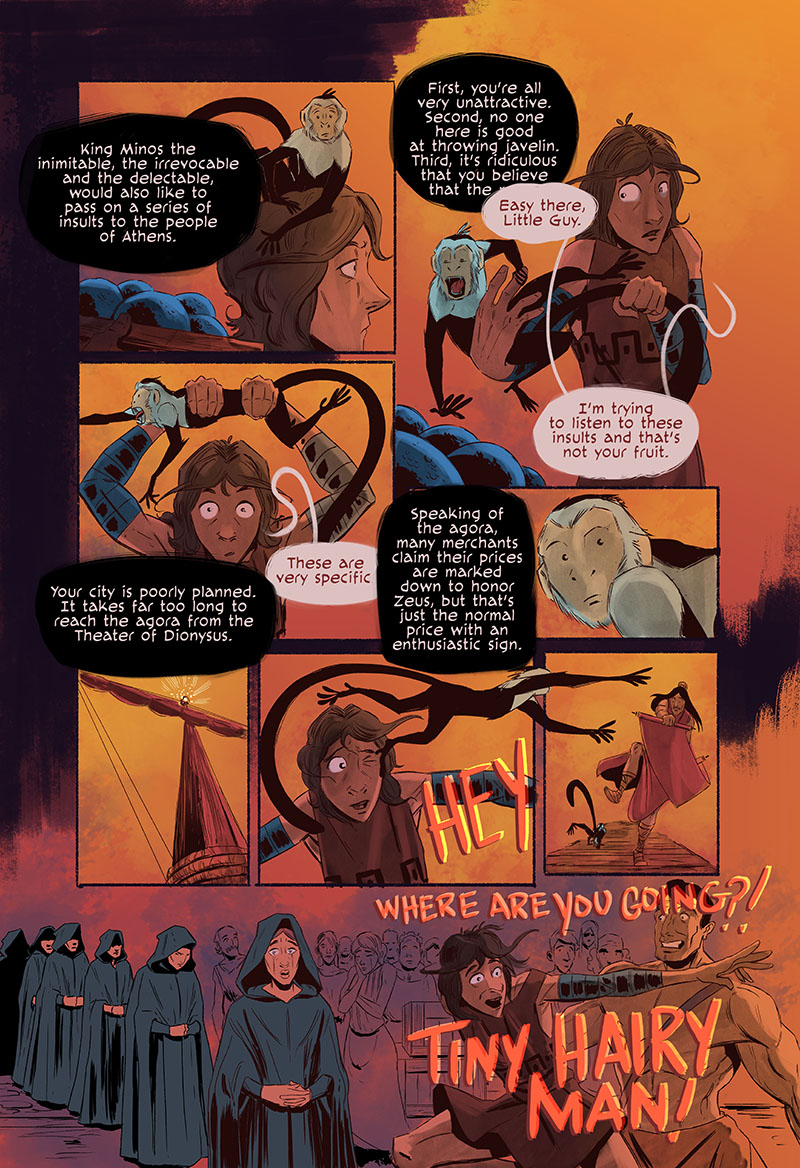 King Minos the
inimitable, the irrevocable
and the delectable,
would also like to
pass on a series of
insults to the people
of Athens.
First, you're all
very unattractive.
Second, no one
here is good
at throwing javelin.
Third, it's ridiculous
that you believe
that the
Easy there,
Little Guy.
I'm trying
to listen to these
insults and that's
not your fruit.
These are
very specific
Your city is poorly planned.
It takes far too long to
reach the agora from the
Theater of Dionysus.
Speaking of
the agora,
many merchants
claim their prices
are marked
down to honor
Zeus, but that's
just the normal
price with an
enthusiastic sign.
HEY
WHERE ARE YOU GOING?!
TINY HAIRY
MAN!